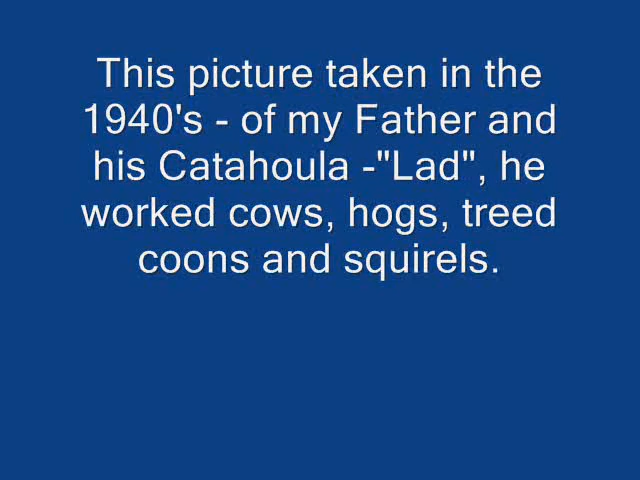 This picture taken in the
1940's - of my Father and
his Catahoula -"Lad", he
worked cows, hogs, treed
coons and squirels.